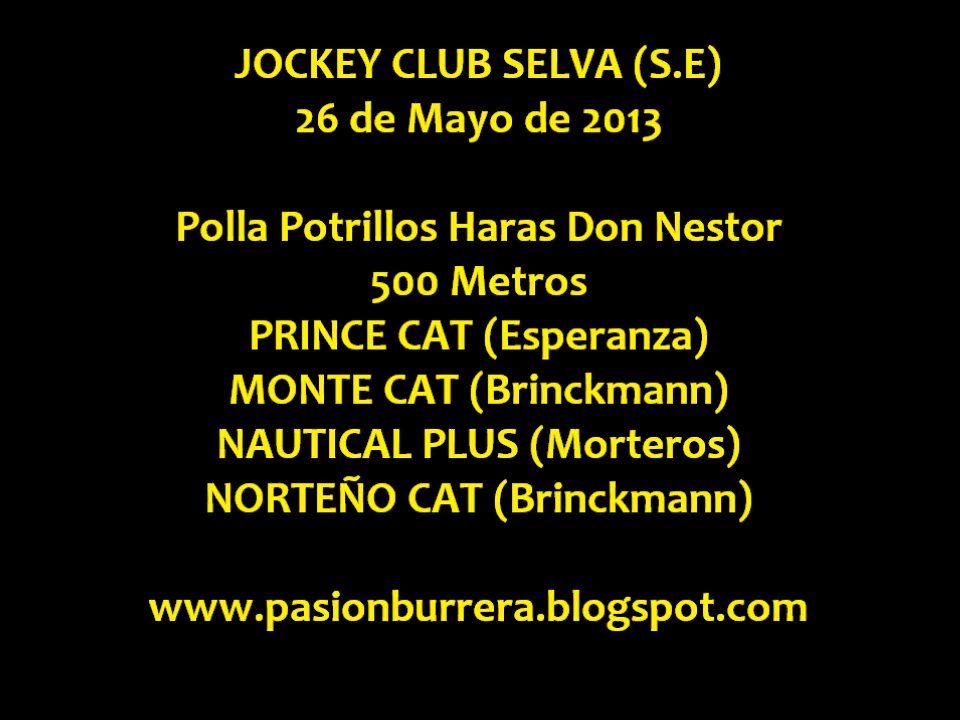 JOCKEY CLUB SELVA (S.E)
26 de Mayo de 2013
Polla Potrillos Haras Don Nestor
500 Metros
PRINCE CAT (Esperanza)
MONTE CAT (Brinckmann)
NAUTICAL PLUS (Morteros)
NORTEÑO CAT (Brinckmann)
www.pasionburrera.blogspot.com